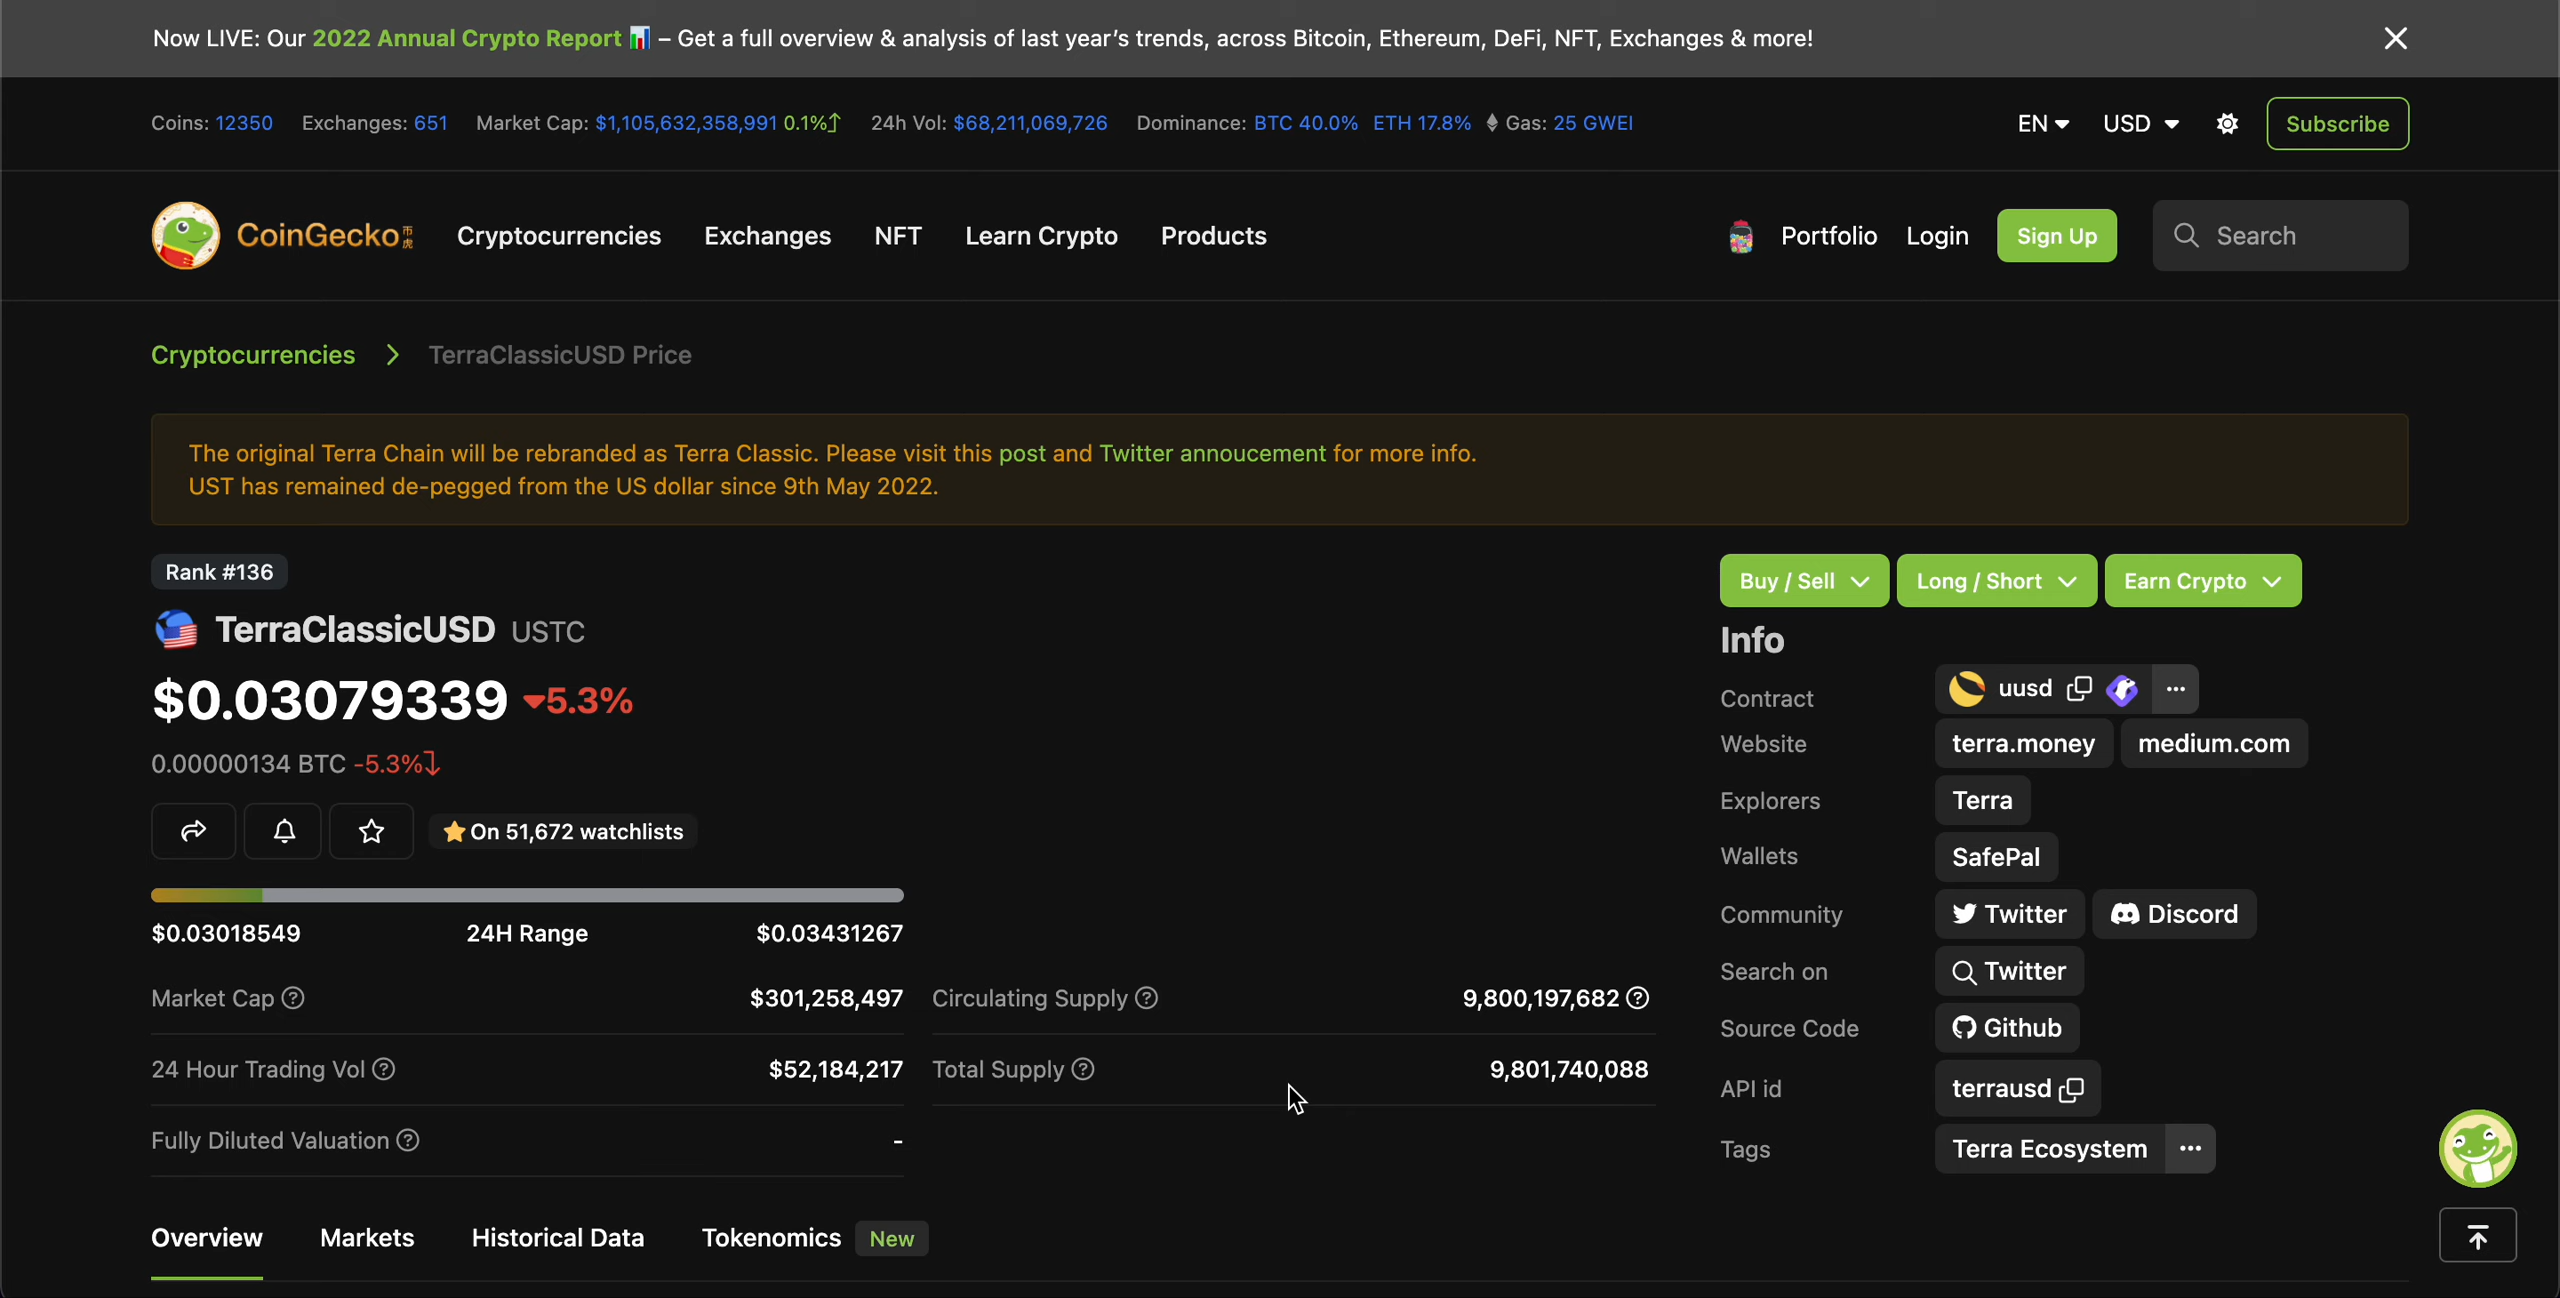 Now LIVE: Our 2022 Annual Crypto Report 📊 – Get a full overview & analysis of last year's trends, across Bitcoin, Ethereum, DeFi, NFT, Exchanges & more!
Coins: 12350 Exchanges: 651 Market Cap: $1,105,632,358,991 0.1% 24h Vol: $68,211,069,726 Dominance: BTC 40.0% ETH 17.8% Gas: 25 GWEI EN USD Subscribe
CoinGecko 币虎 Cryptocurrencies Exchanges NFT Learn Crypto Products Portfolio Login Sign Up Search
Cryptocurrencies > TerraClassicUSD Price
The original Terra Chain will be rebranded as Terra Classic. Please visit this post and Twitter annoucement for more info.
UST has remained de-pegged from the US dollar since 9th May 2022.
Rank #136
TerraClassicUSD USTC
$0.03079339 5.3%
0.00000134 BTC -5.3%
On 51,672 watchlists
$0.03018549 24H Range $0.03431267
Market Cap $301,258,497 Circulating Supply 9,800,197,682
24 Hour Trading Vol $52,184,217 Total Supply 9,801,740,088
Fully Diluted Valuation -
Buy / Sell Long / Short Earn Crypto
Info
Contract uusd ...
Website terra.money medium.com
Explorers Terra
Wallets SafePal
Community Twitter Discord
Search on Twitter
Source Code Github
API id terrausd
Tags Terra Ecosystem ...
Overview Markets Historical Data Tokenomics New